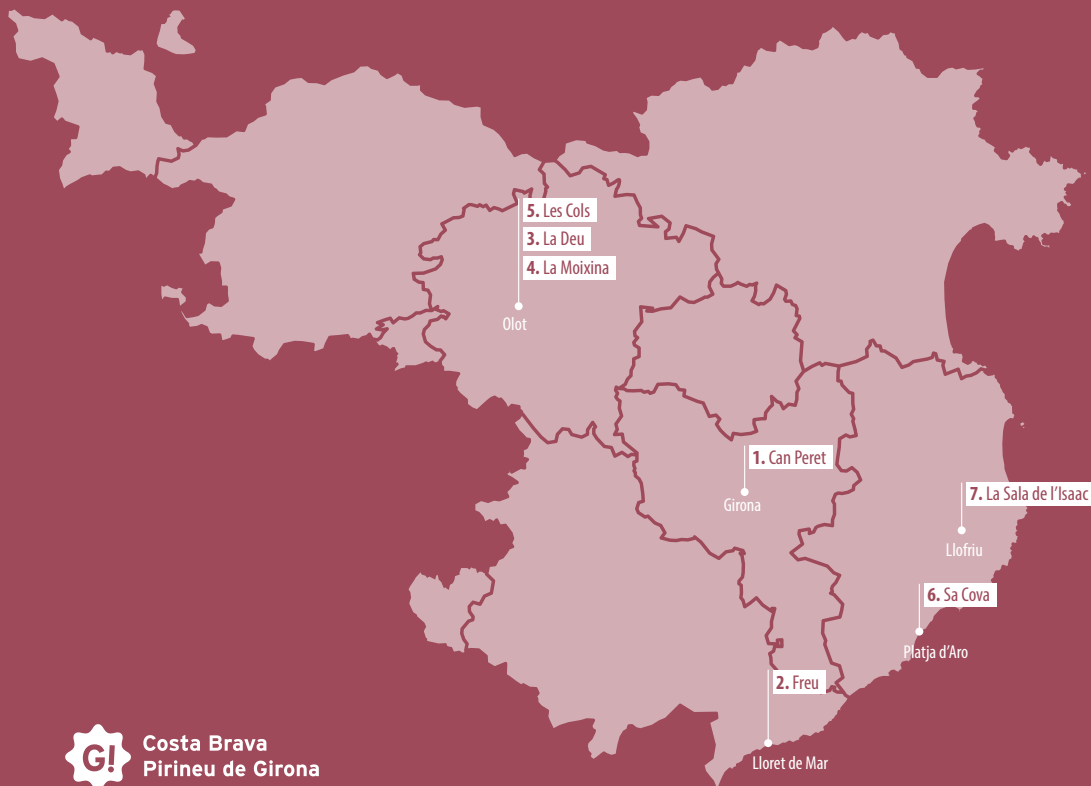 5. Les Cols
3. La Deu
4. La Moixina
Olot
1. Can Peret
Girona
7. La Sala de l’Isaac
Llofriu
6. Sa Cova
Platja d’Aro
2. Freu
Lloret de Mar
G!
Costa Brava
Pirineu de Girona